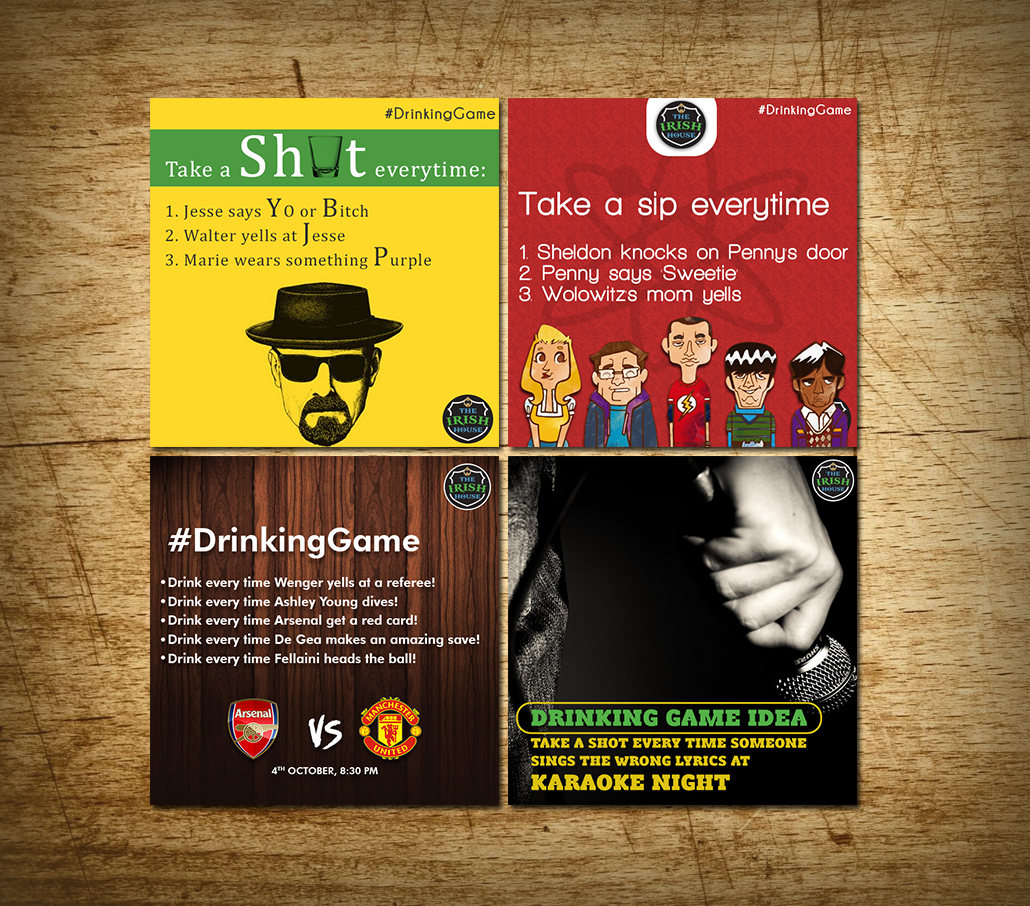 #DrinkingGame
Take a Sh t everytime:
1. Jesse says Yo or Bitch
2. Walter yells at Jesse
3. Marie wears something Purple
THE
IRISH
HOUSE
#DrinkingGame
THE
IRISH
HOUSE
Take a sip everytime
1. Sheldon knocks on Pennys door
2. Penny says 'Sweetie'
3. Wolowitzs mom yells
THE
IRISH
HOUSE
#DrinkingGame
• Drink every time Wenger yells at a referee!
• Drink every time Ashley Young dives!
• Drink every time Arsenal get a red card!
• Drink every time De Gea makes an amazing save!
• Drink every time Fellaini heads the ball!
Arsenal
VS
MANCHESTER
UNITED
4TH OCTOBER, 8:30 PM
THE
IRISH
HOUSE
DRINKING GAME IDEA
TAKE A SHOT EVERY TIME SOMEONE
SINGS THE WRONG LYRICS AT
KARAOKE NIGHT